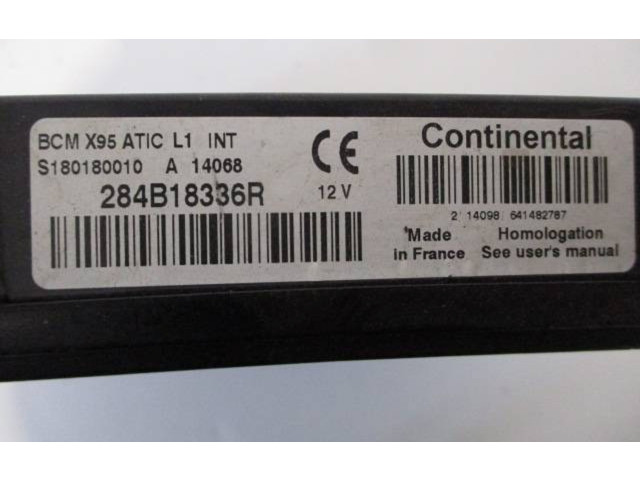 BCM X95 ATIC L1 INT
S180180010 A 14068
284B18336R
12 V
CE
Continental
2 14098 641482787
Made
in France
Homologation
See user's manual